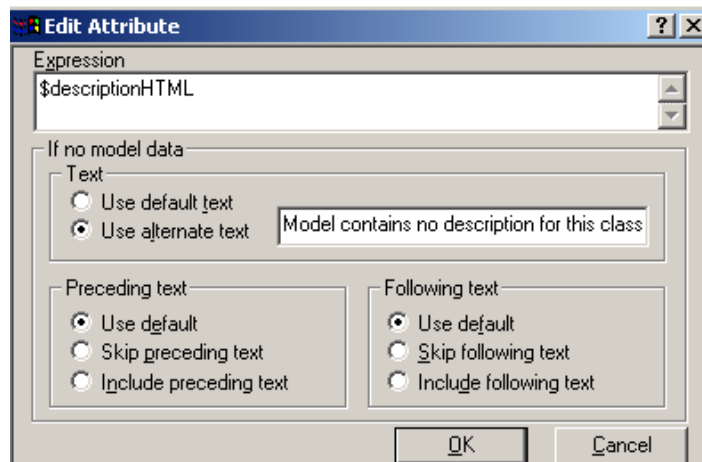 Edit Attribute
Expression
$descriptionHTML
If no model data
Text
Use default text
Use alternate text
Model contains no description for this class
Preceding text
Use default
Skip preceding text
Include preceding text
Following text
Use default
Skip following text
Include following text
OK
Cancel